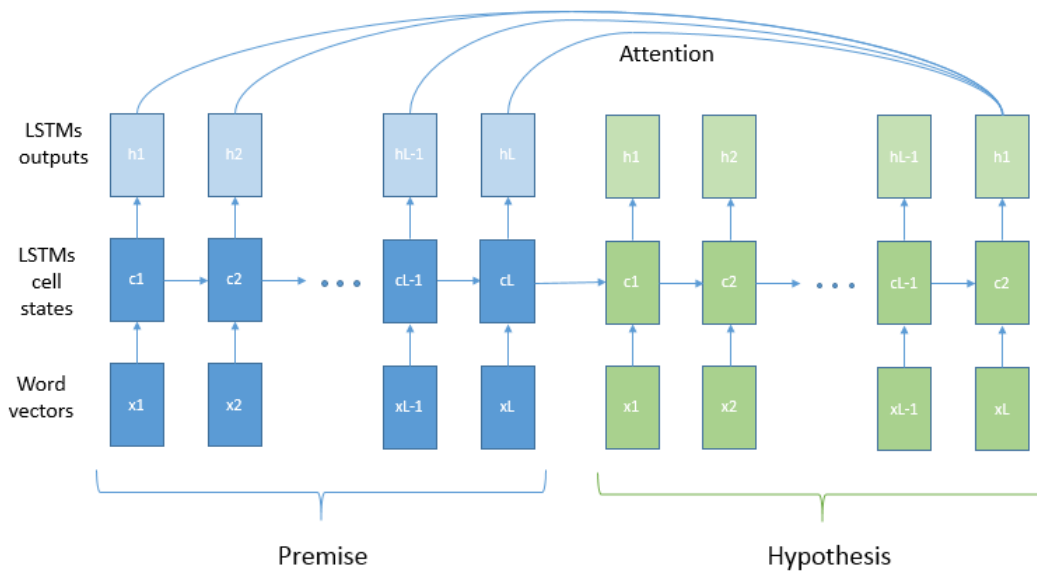 Attention
LSTMs
outputs
h1 h2 hL-1 hL h1 h2 hL-1 h1
LSTMs
cell
states
c1 c2 ... cL-1 cL c1 c2 ... cL-1 c2
Word
vectors
x1 x2 xL-1 xL x1 x2 xL-1 xL
Premise Hypothesis